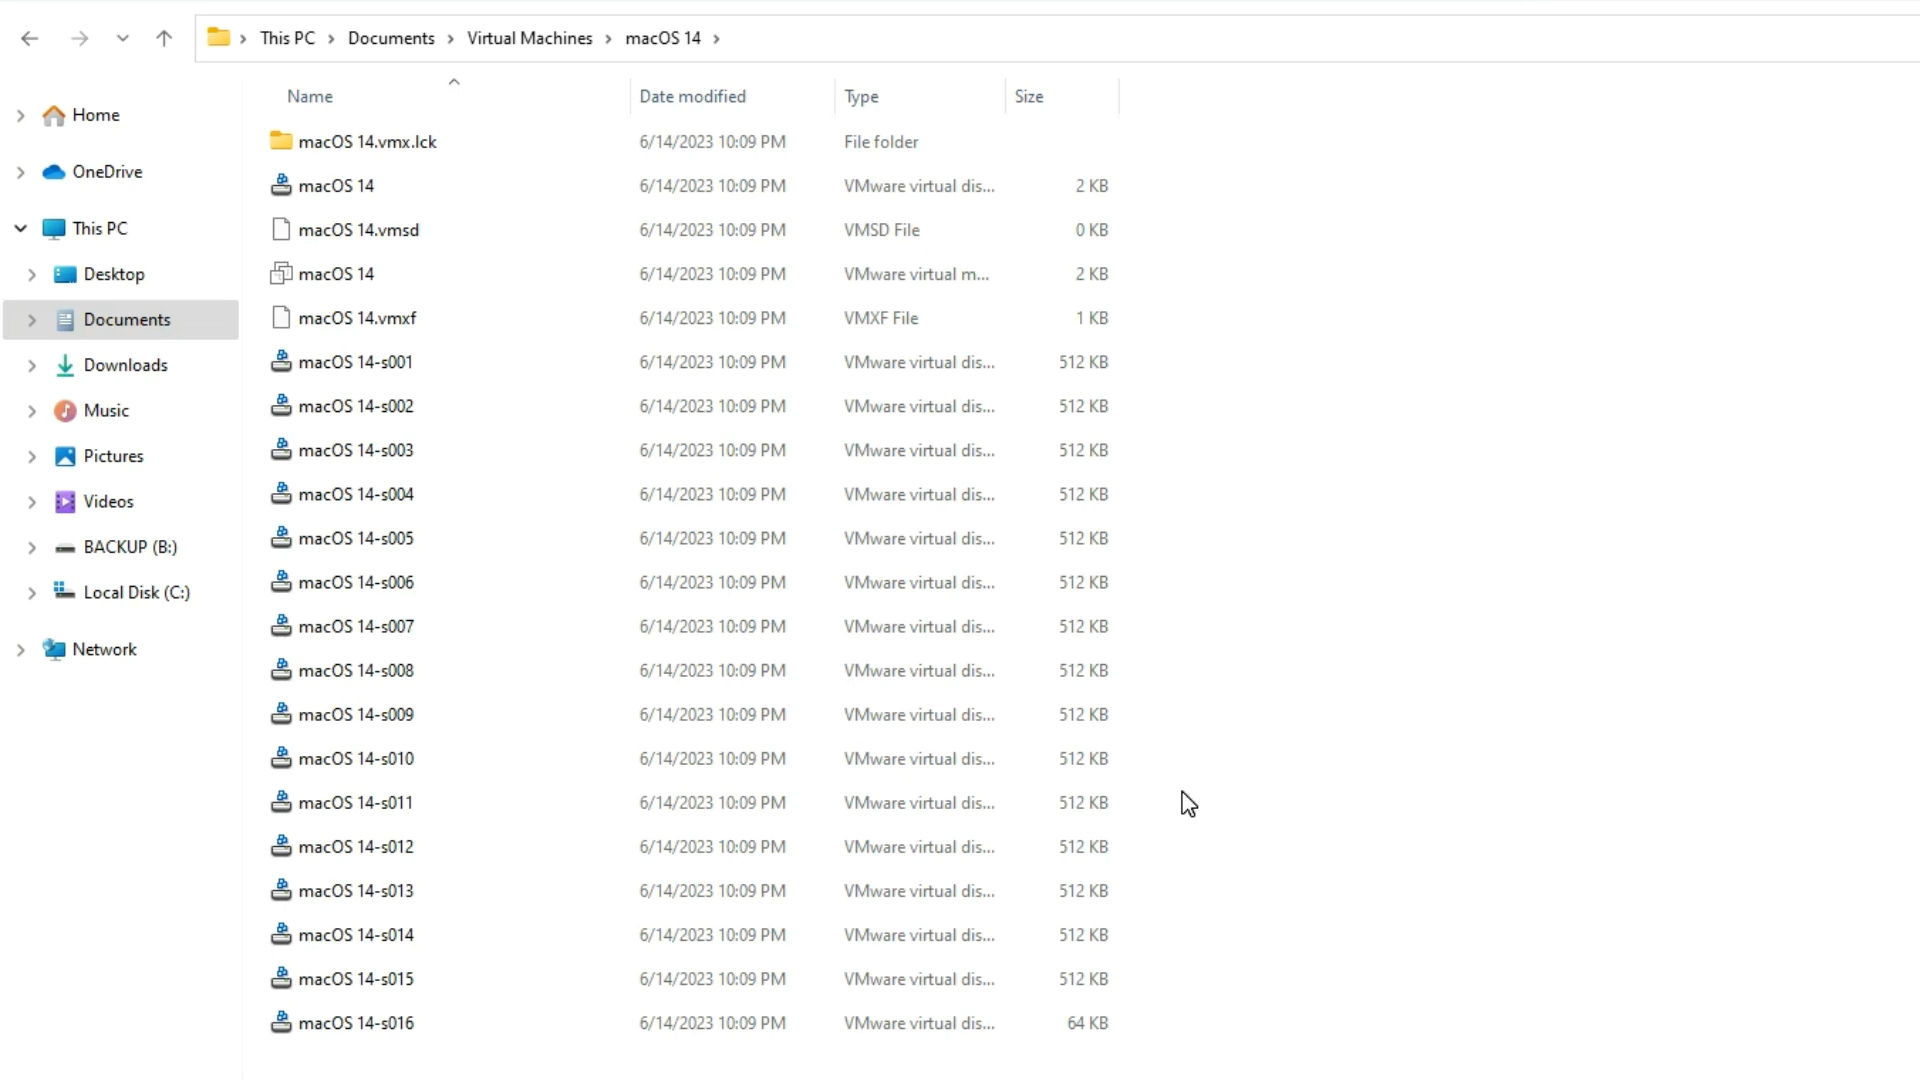 This PC > Documents > Virtual Machines > macOS 14 >
Name Date modified Type Size
Home
OneDrive
This PC
Desktop
Documents
Downloads
Music
Pictures
Videos
BACKUP (B:)
Local Disk (C:)
Network
macOS 14.vmx.lck 6/14/2023 10:09 PM File folder
macOS 14 6/14/2023 10:09 PM VMware virtual dis... 2 KB
macOS 14.vmsd 6/14/2023 10:09 PM VMSD File 0 KB
macOS 14 6/14/2023 10:09 PM VMware virtual m... 2 KB
macOS 14.vmxf 6/14/2023 10:09 PM VMXF File 1 KB
macOS 14-s001 6/14/2023 10:09 PM VMware virtual dis... 512 KB
macOS 14-s002 6/14/2023 10:09 PM VMware virtual dis... 512 KB
macOS 14-s003 6/14/2023 10:09 PM VMware virtual dis... 512 KB
macOS 14-s004 6/14/2023 10:09 PM VMware virtual dis... 512 KB
macOS 14-s005 6/14/2023 10:09 PM VMware virtual dis... 512 KB
macOS 14-s006 6/14/2023 10:09 PM VMware virtual dis... 512 KB
macOS 14-s007 6/14/2023 10:09 PM VMware virtual dis... 512 KB
macOS 14-s008 6/14/2023 10:09 PM VMware virtual dis... 512 KB
macOS 14-s009 6/14/2023 10:09 PM VMware virtual dis... 512 KB
macOS 14-s010 6/14/2023 10:09 PM VMware virtual dis... 512 KB
macOS 14-s011 6/14/2023 10:09 PM VMware virtual dis... 512 KB
macOS 14-s012 6/14/2023 10:09 PM VMware virtual dis... 512 KB
macOS 14-s013 6/14/2023 10:09 PM VMware virtual dis... 512 KB
macOS 14-s014 6/14/2023 10:09 PM VMware virtual dis... 512 KB
macOS 14-s015 6/14/2023 10:09 PM VMware virtual dis... 512 KB
macOS 14-s016 6/14/2023 10:09 PM VMware virtual dis... 64 KB